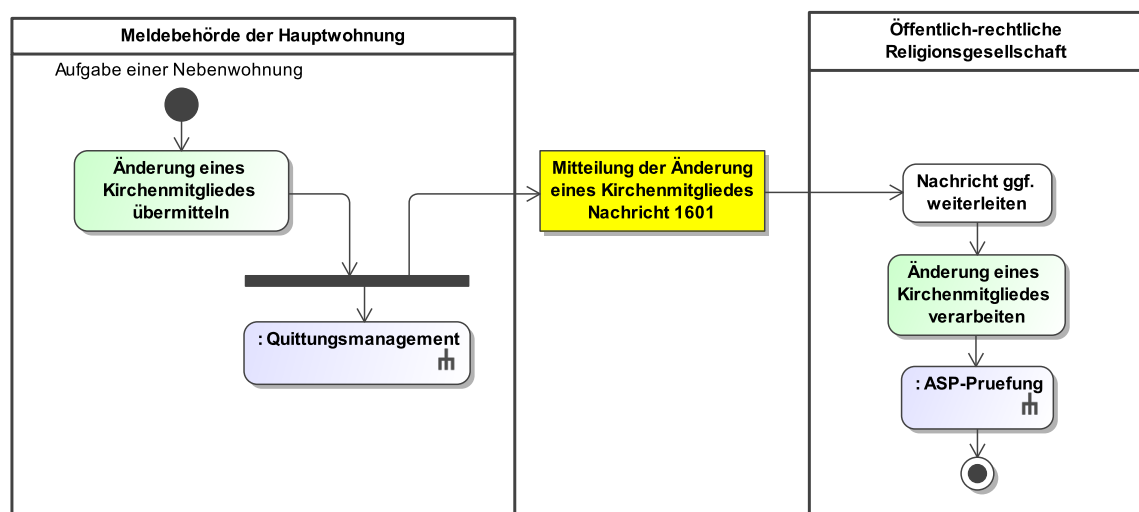 Meldebehörde der Hauptwohnung
Aufgabe einer Nebenwohnung
Änderung eines
Kirchenmitgliedes
übermitteln
: Quittungsmanagement
Mitteilung der Änderung
eines Kirchenmitgliedes
Nachricht 1601
Öffentlich-rechtliche
Religionsgesellschaft
Nachricht ggf.
weiterleiten
Änderung eines
Kirchenmitgliedes
verarbeiten
: ASP-Pruefung